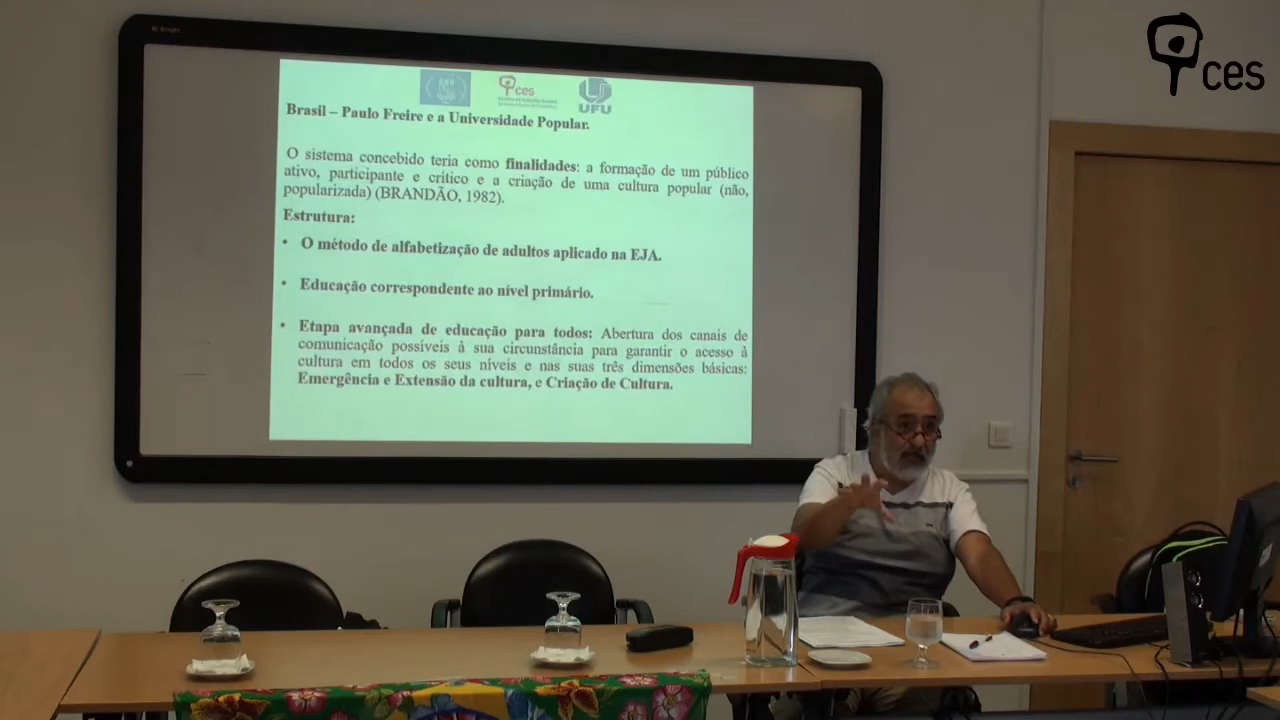 ces
ces
UFU
Brasil – Paulo Freire e a Universidade Popular.
O sistema concebido teria como finalidades: a formação de um público
ativo, participante e crítico e a criação de uma cultura popular (não,
popularizada) (BRANDÃO, 1982).
Estrutura:
• O método de alfabetização de adultos aplicado na EJA.
• Educação correspondente ao nível primário.
• Etapa avançada de educação para todos: Abertura dos canais de
comunicação possíveis à sua circunstância para garantir o acesso à
cultura em todos os seus níveis e nas suas três dimensões básicas:
Emergência e Extensão da cultura, e Criação de Cultura.